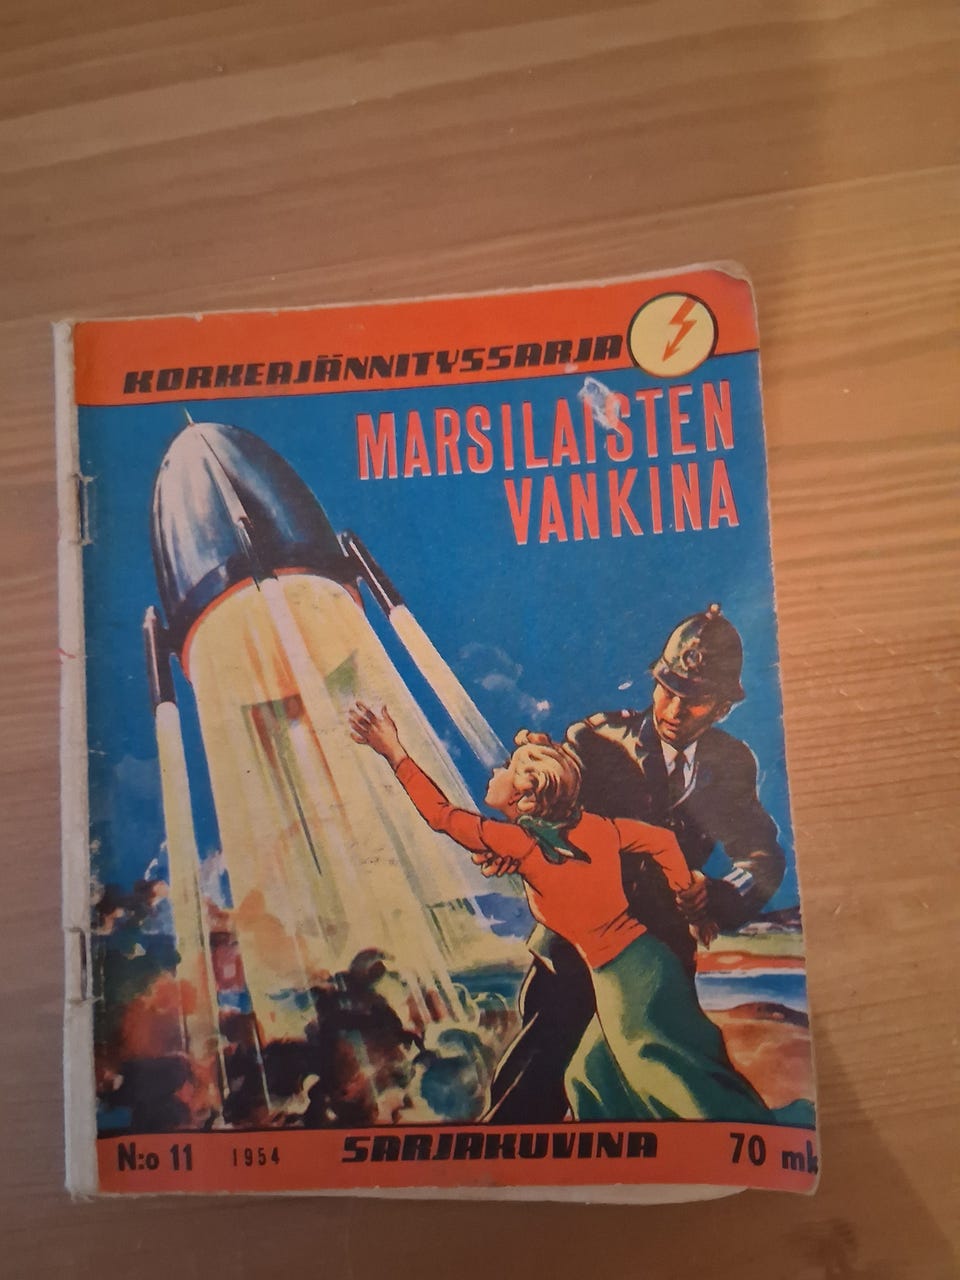 KORKEAJÄNNITYSSARJA
MARSILAISTEN
VANKINA
N:o 11 1954 SARJAKUVINA 70 mk